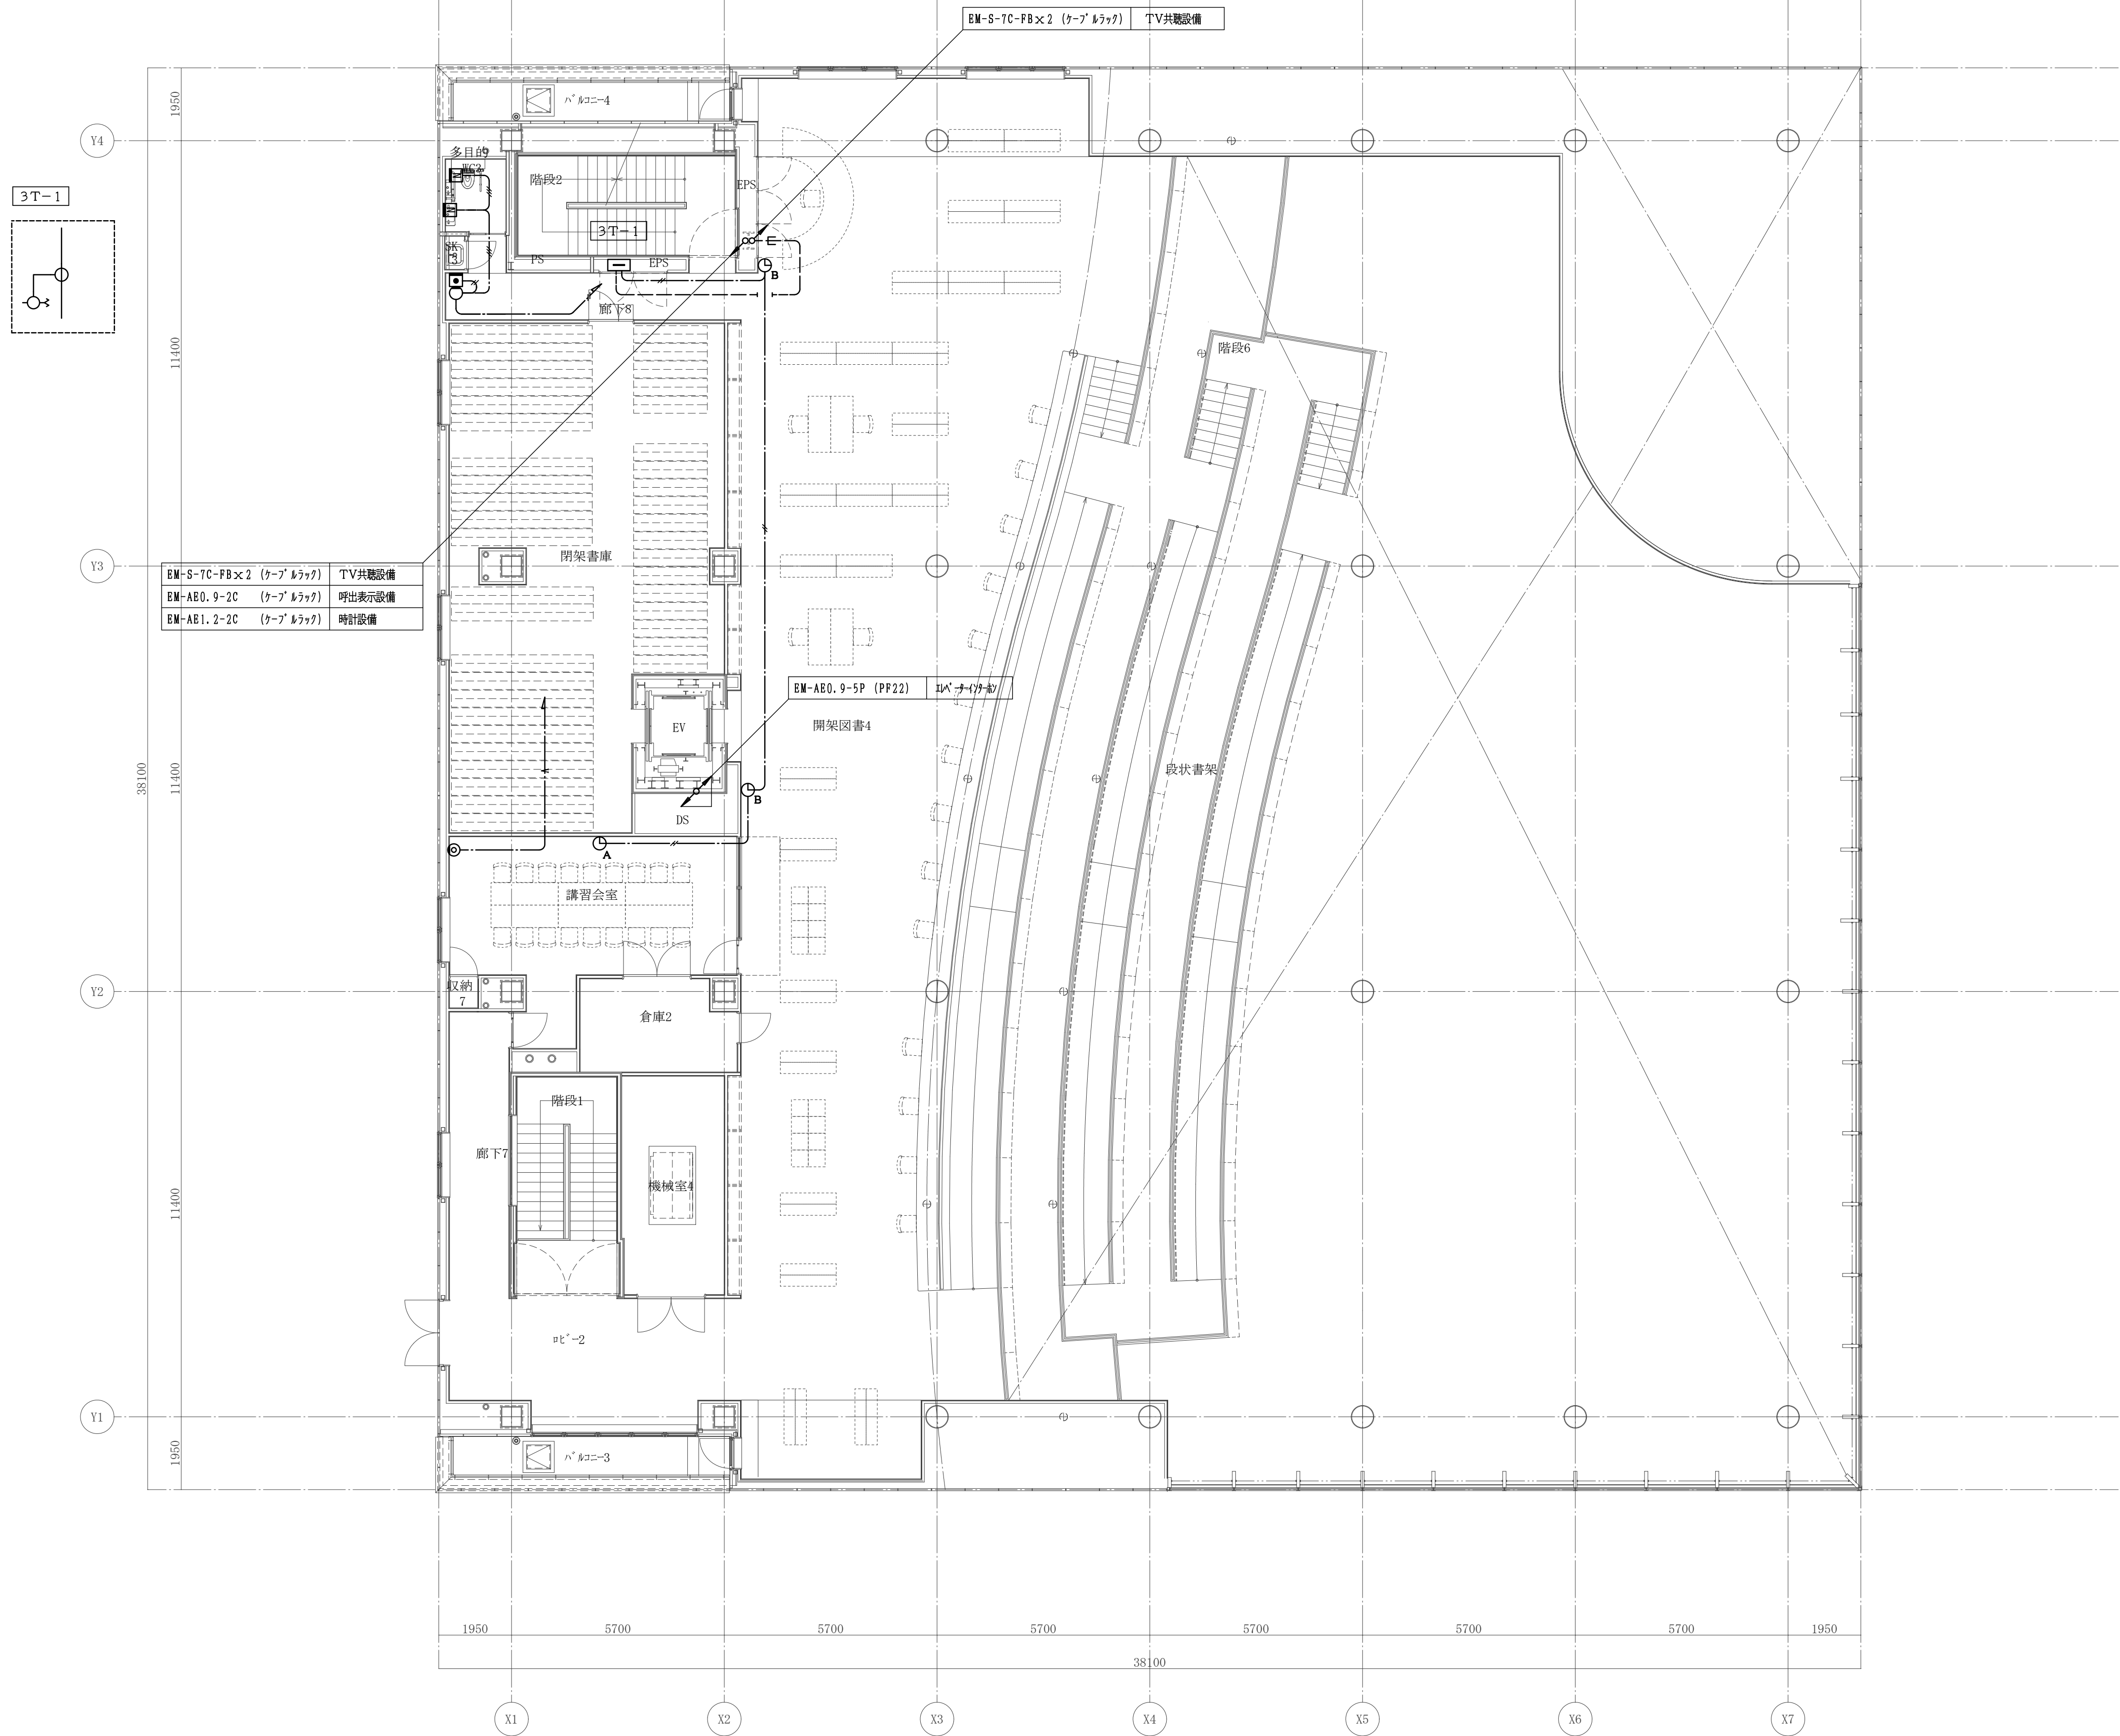 EM-S-7C-FB×2 (ケーブルラック) TV共聴設備
バルコニー4
1950
Y4
多目的
WC3
階段2
EPS
3T-1
3T-1
SK
3
PS
EPS
B
廊下8
11400
階段6
Y3
閉架書庫
EM-S-7C-FB×2 (ケーブルラック) TV共聴設備
EM-AE0.9-2C (ケーブルラック) 呼出表示設備
EM-AE1.2-2C (ケーブルラック) 時計設備
EM-AE0.9-5P (PF22) エレベーターインターホン
EV
開架図書4
38100
11400
段状書架
B
DS
A
講習会室
収納
7
Y2
倉庫2
階段1
廊下7
機械室4
11400
ロビー2
Y1
バルコニー3
1950
1950 5700 5700 5700 5700 5700 5700 1950
38100
X1 X2 X3 X4 X5 X6 X7